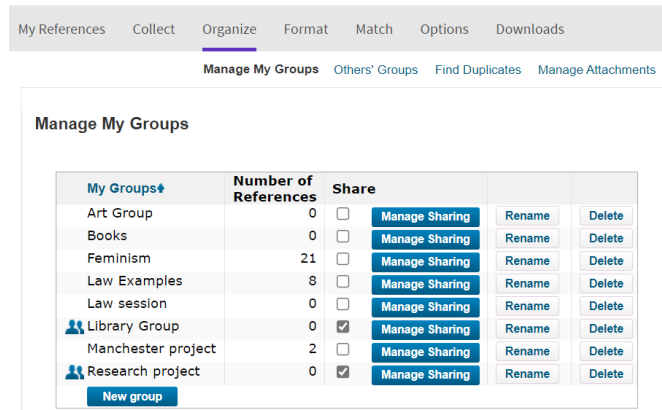 My References Collect Organize Format Match Options Downloads
Manage My Groups Others' Groups Find Duplicates Manage Attachments
Manage My Groups
My Groups Number of References Share
Art Group 0 Manage Sharing Rename Delete
Books 0 Manage Sharing Rename Delete
Feminism 21 Manage Sharing Rename Delete
Law Examples 8 Manage Sharing Rename Delete
Law session 0 Manage Sharing Rename Delete
Library Group 0 Manage Sharing Rename Delete
Manchester project 2 Manage Sharing Rename Delete
Research project 0 Manage Sharing Rename Delete
New group